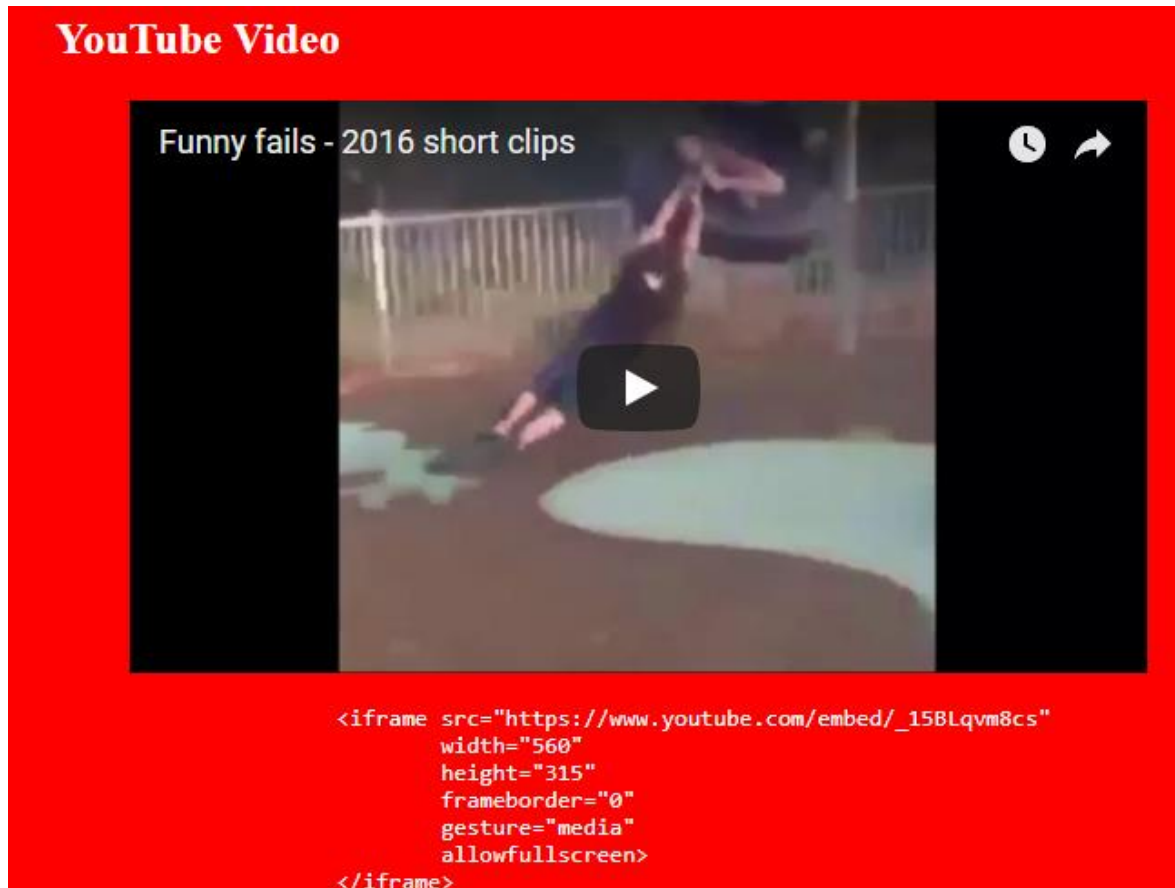 YouTube Video
Funny fails - 2016 short clips
<iframe src="https://www.youtube.com/embed/_15BLqvm8cs"
width="560"
height="315"
frameborder="0"
gesture="media"
allowfullscreen>
</iframe>